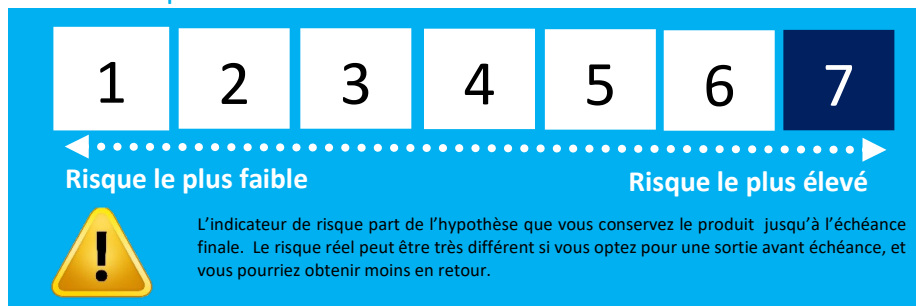 1 2 3 4 5 6 7
Risque le plus faible Risque le plus élevé
L'indicateur de risque part de l'hypothèse que vous conservez le produit jusqu'à l'échéance
finale. Le risque réel peut être très différent si vous optez pour une sortie avant échéance, et
vous pourriez obtenir moins en retour.